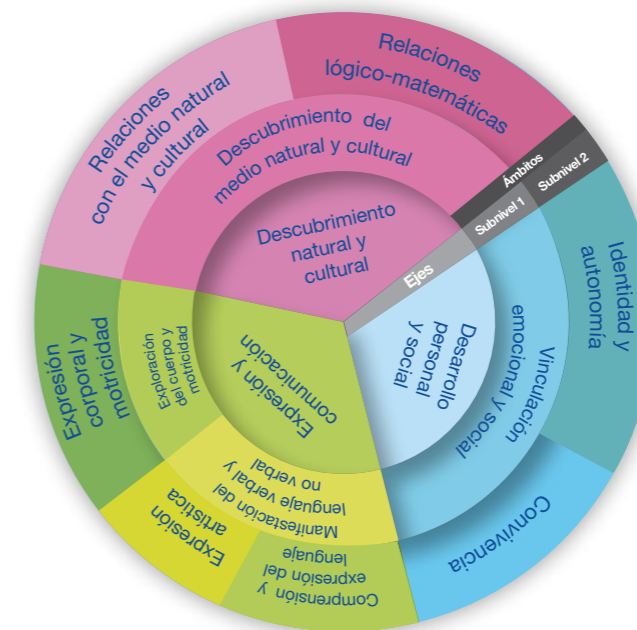 Relaciones
lógico-matemáticas
Relaciones
con el medio natural
y cultural
Descubrimiento del
medio natural y cultural
Descubrimiento
natural y
cultural
Ámbitos
Subnivel 2
Subnivel 1
Ejes
Identidad y
autonomía
Vinculación
emocional y social
Desarrollo
personal
y social
Convivencia
Expresión y
comunicación
Exploración
del cuerpo y
motricidad
Expresión
corporal y
motricidad
Manifestación del
lenguaje verbal y
no verbal
Expresión
artística
Comprensión y
expresión del
lenguaje